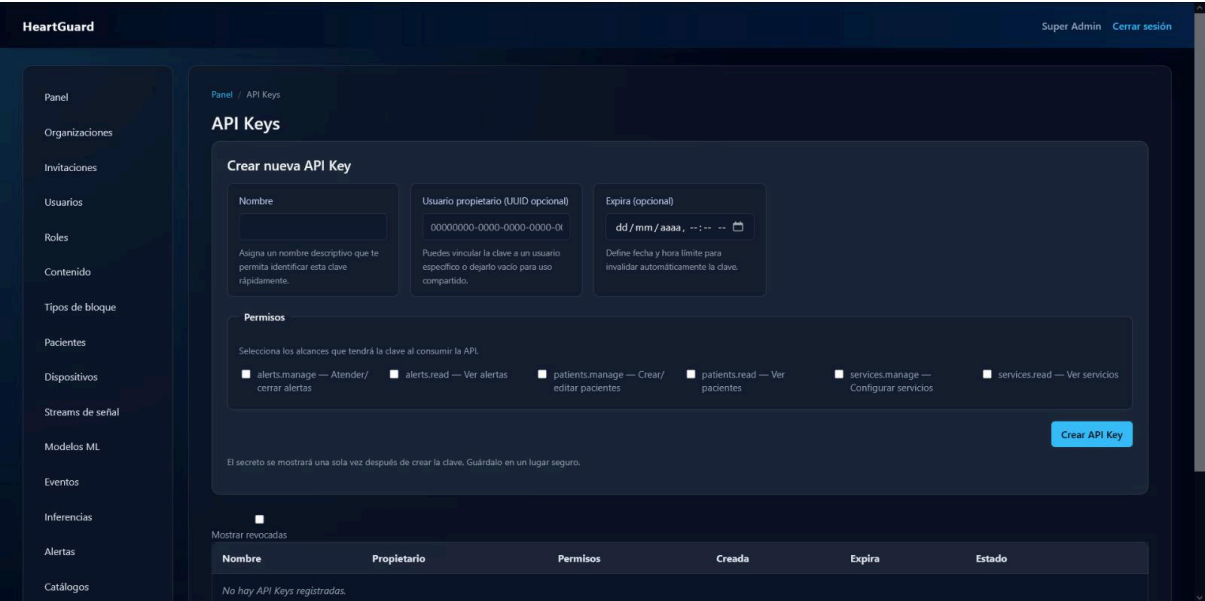 HeartGuard
Super Admin Cerrar sesión
Panel
Organizaciones
Invitaciones
Usuarios
Roles
Contenido
Tipos de bloque
Pacientes
Dispositivos
Streams de señal
Modelos ML
Eventos
Inferencias
Alertas
Catálogos
Panel / API Keys
API Keys
Crear nueva API Key
Nombre
Asigna un nombre descriptivo que te
permita identificar esta clave
rápidamente.
Usuario propietario (UUID opcional)
00000000-0000-0000-0000-00
Puedes vincular la clave a un usuario
específico o dejarlo vacío para uso
compartido.
Expira (opcional)
dd/mm/aaaa, --:-- --
Define fecha y hora límite para
invalidar automáticamente la clave.
Permisos
Selecciona los alcances que tendrá la clave al consumir la API.
alerts.manage — Atender/
cerrar alertas
alerts.read — Ver alertas
patients.manage — Crear/
editar pacientes
patients.read — Ver
pacientes
services.manage —
Configurar servicios
services.read — Ver servicios
Crear API Key
El secreto se mostrará una sola vez después de crear la clave. Guárdalo en un lugar seguro.
Mostrar revocadas
Nombre Propietario Permisos Creada Expira Estado
No hay API Keys registradas.